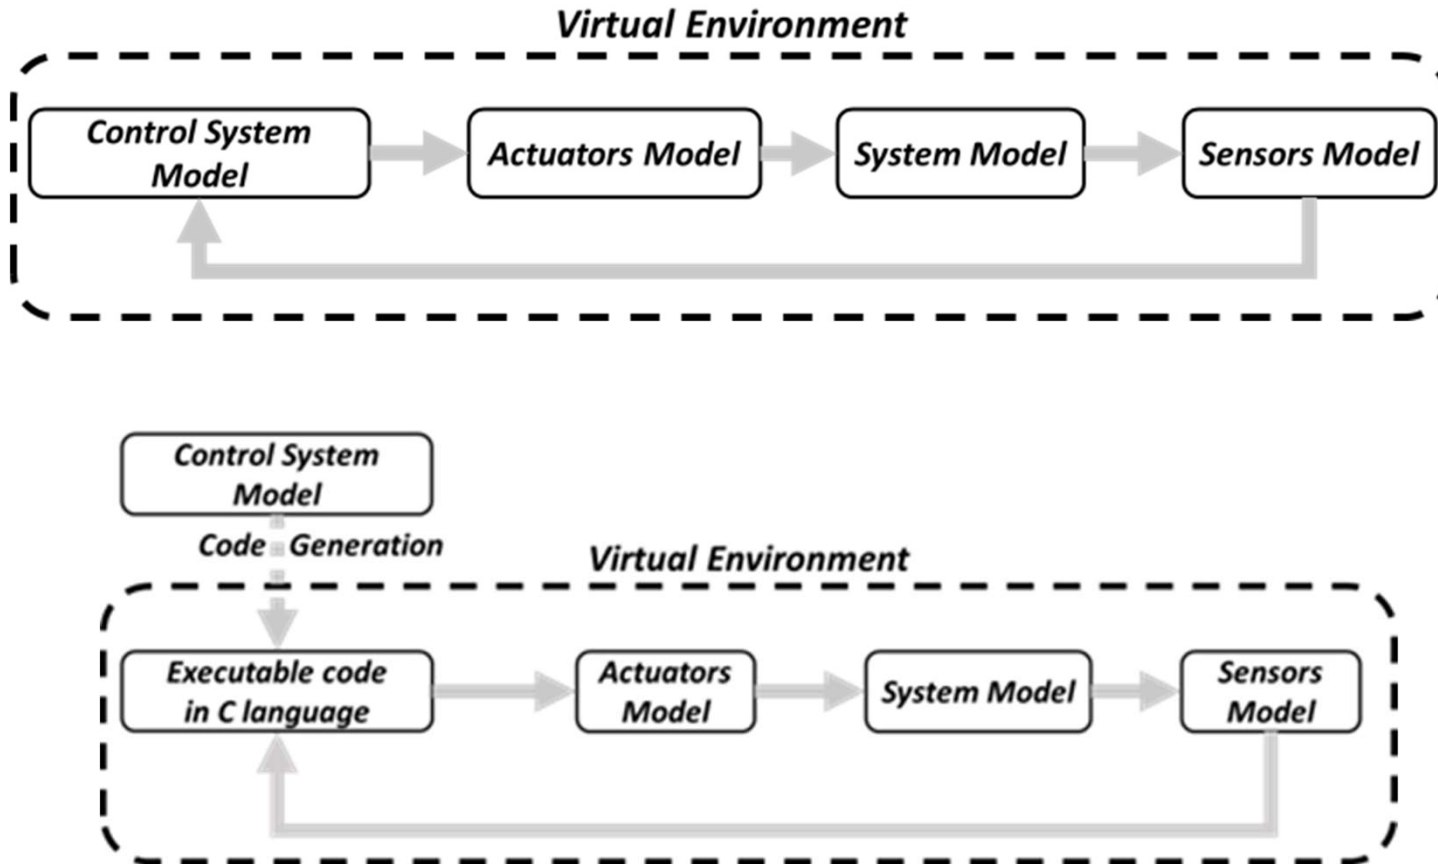 Virtual Environment
Control System
Model
Actuators Model
System Model
Sensors Model
Control System
Model
Code Generation
Virtual Environment
Executable code
in C language
Actuators
Model
System Model
Sensors
Model